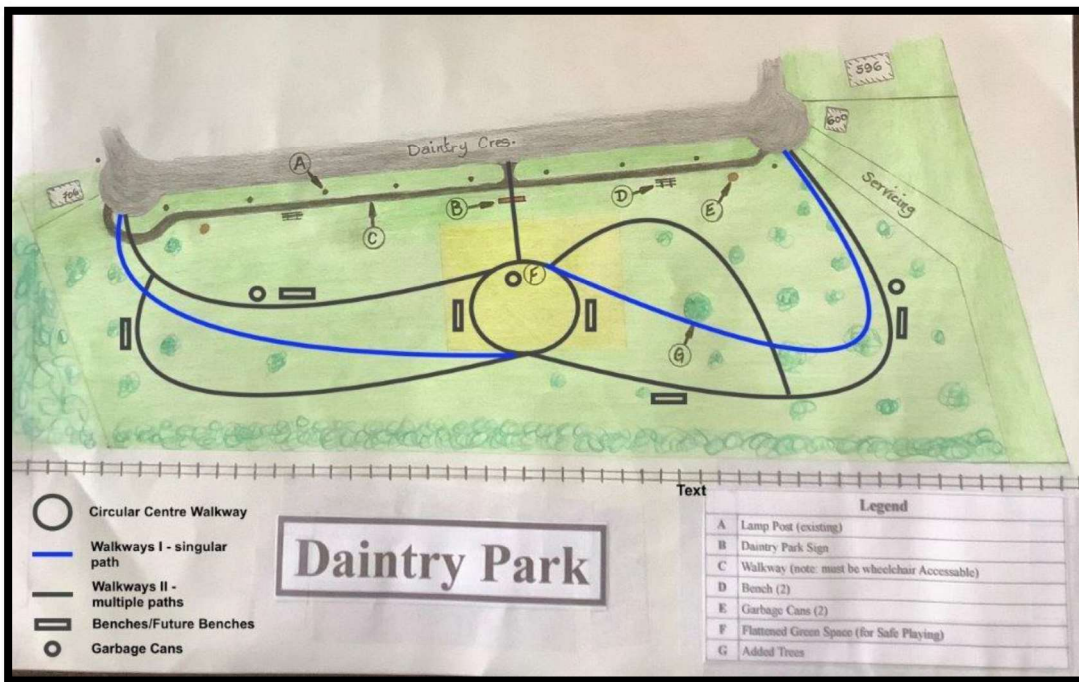 596
600
Daintry Cres.
A
706
Servicing
D
B
E
C
F
G
Text
Circular Centre Walkway
Walkways I - singular
path
Walkways II -
multiple paths
Benches/Future Benches
Garbage Cans
Daintry Park
Legend
A Lamp Post (existing)
B Daintry Park Sign
C Walkway (note: must be wheelchair Accessable)
D Bench (2)
E Garbage Cans (2)
F Flattened Green Space (for Safe Playing)
G Added Trees